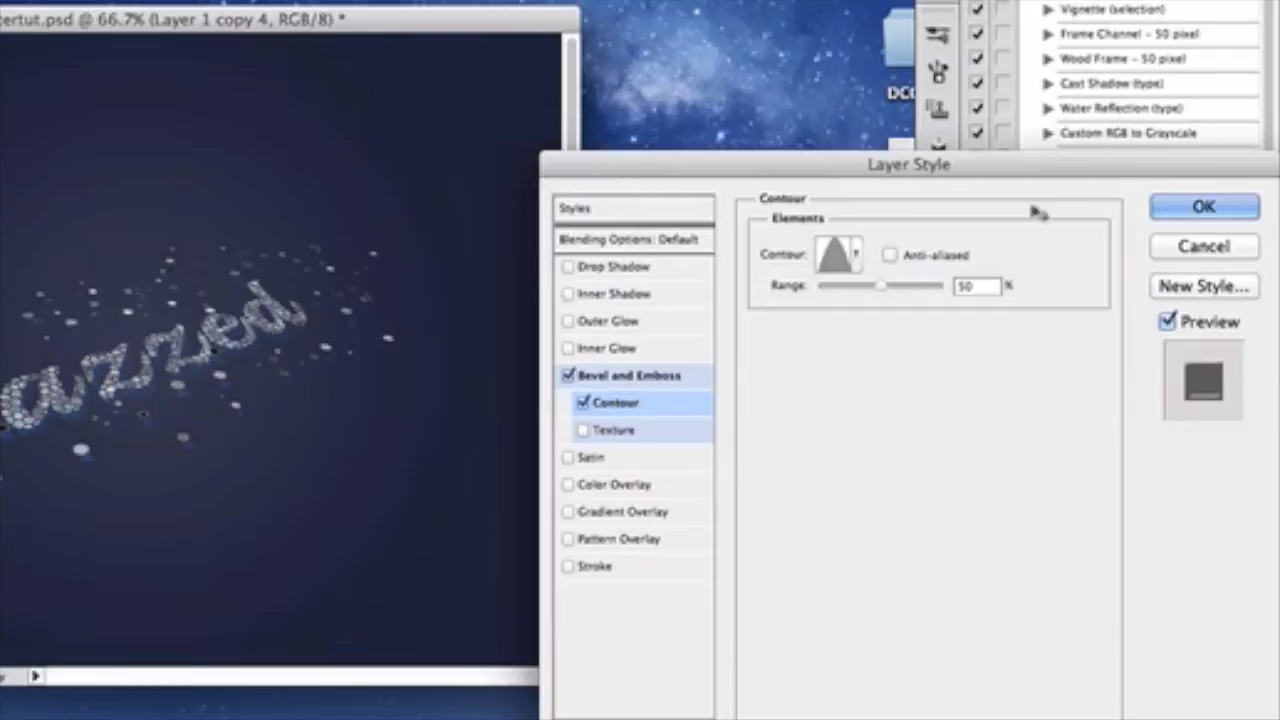 tertut.psd @ 66.7% (Layer 1 copy 4, RGB/8) *
azzed
DCC
Vignette (selection)
Frame Channel - 50 pixel
Wood Frame - 50 pixel
Cast Shadow (type)
Water Reflection (type)
Custom RGB to Grayscale
Layer Style
Styles
Blending Options: Default
Drop Shadow
Inner Shadow
Outer Glow
Inner Glow
Bevel and Emboss
Contour
Texture
Satin
Color Overlay
Gradient Overlay
Pattern Overlay
Stroke
Contour
Elements
Contour:
Anti-aliased
Range:
50 %
OK
Cancel
New Style...
Preview